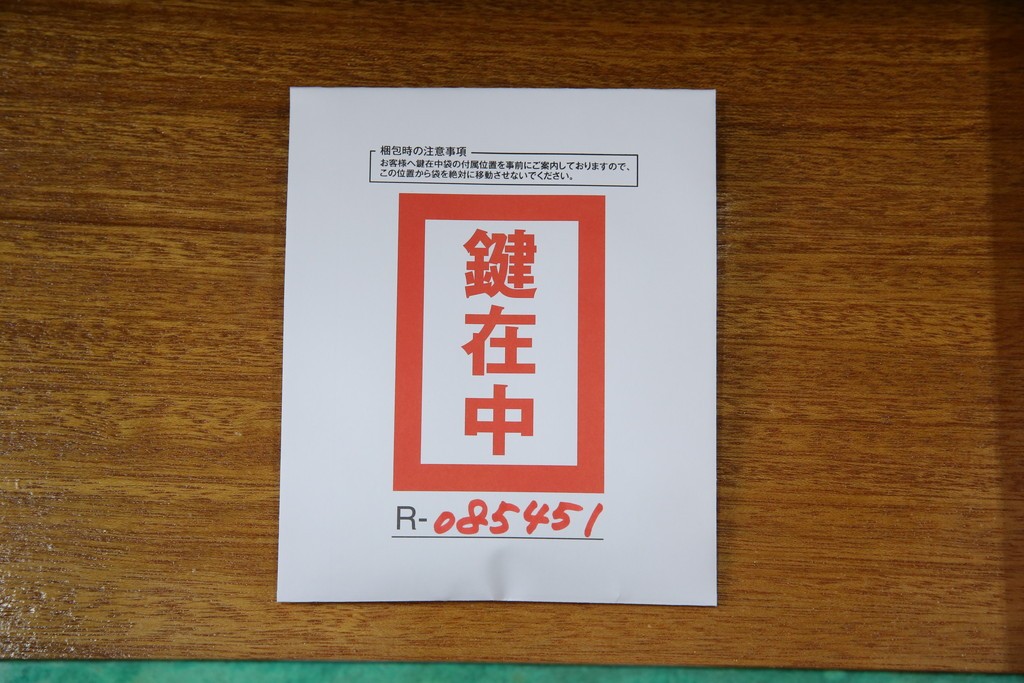 梱包時の注意事項
お客様へ鍵在中袋の付属位置を事前にご案内しておりますので、
この位置から袋を絶対に移動させないでください。
鍵在中
R-085451